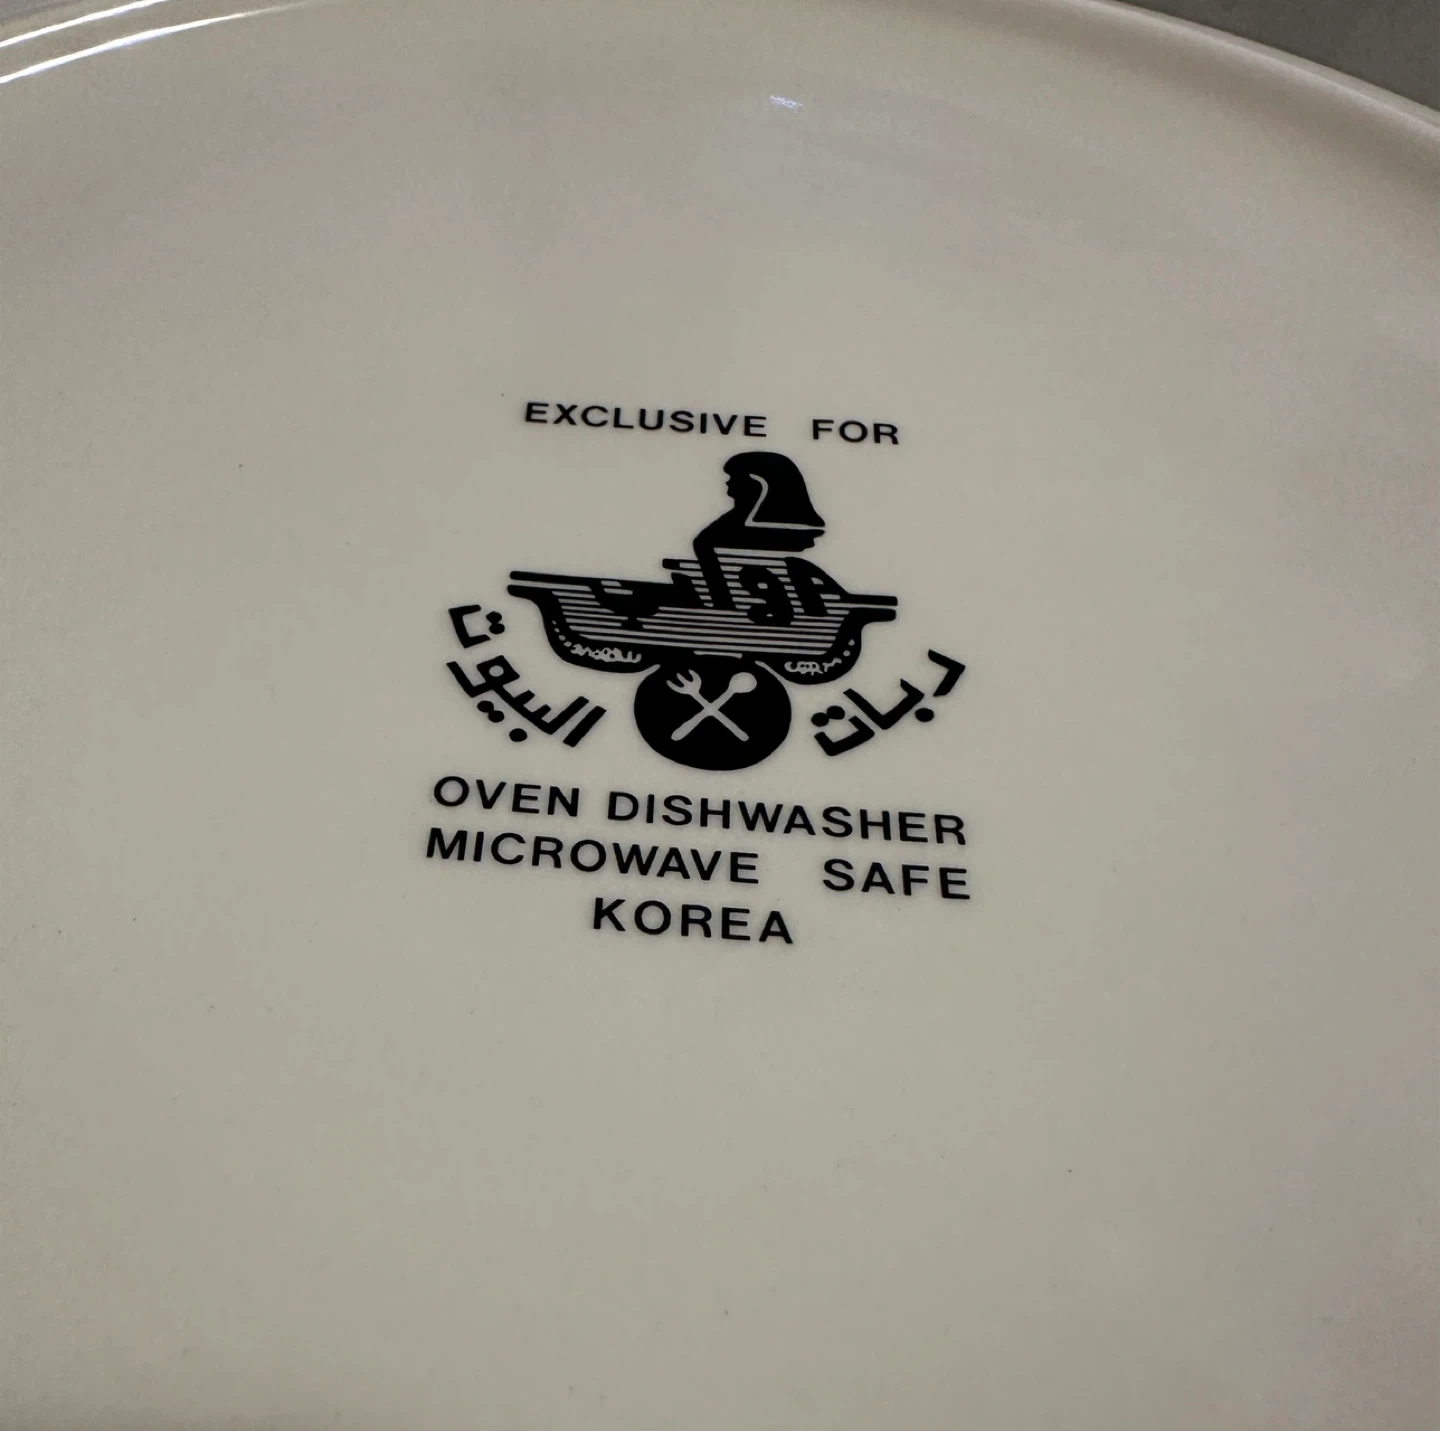 EXCLUSIVE FOR
ربات البيوت
OVEN DISHWASHER
MICROWAVE SAFE
KOREA